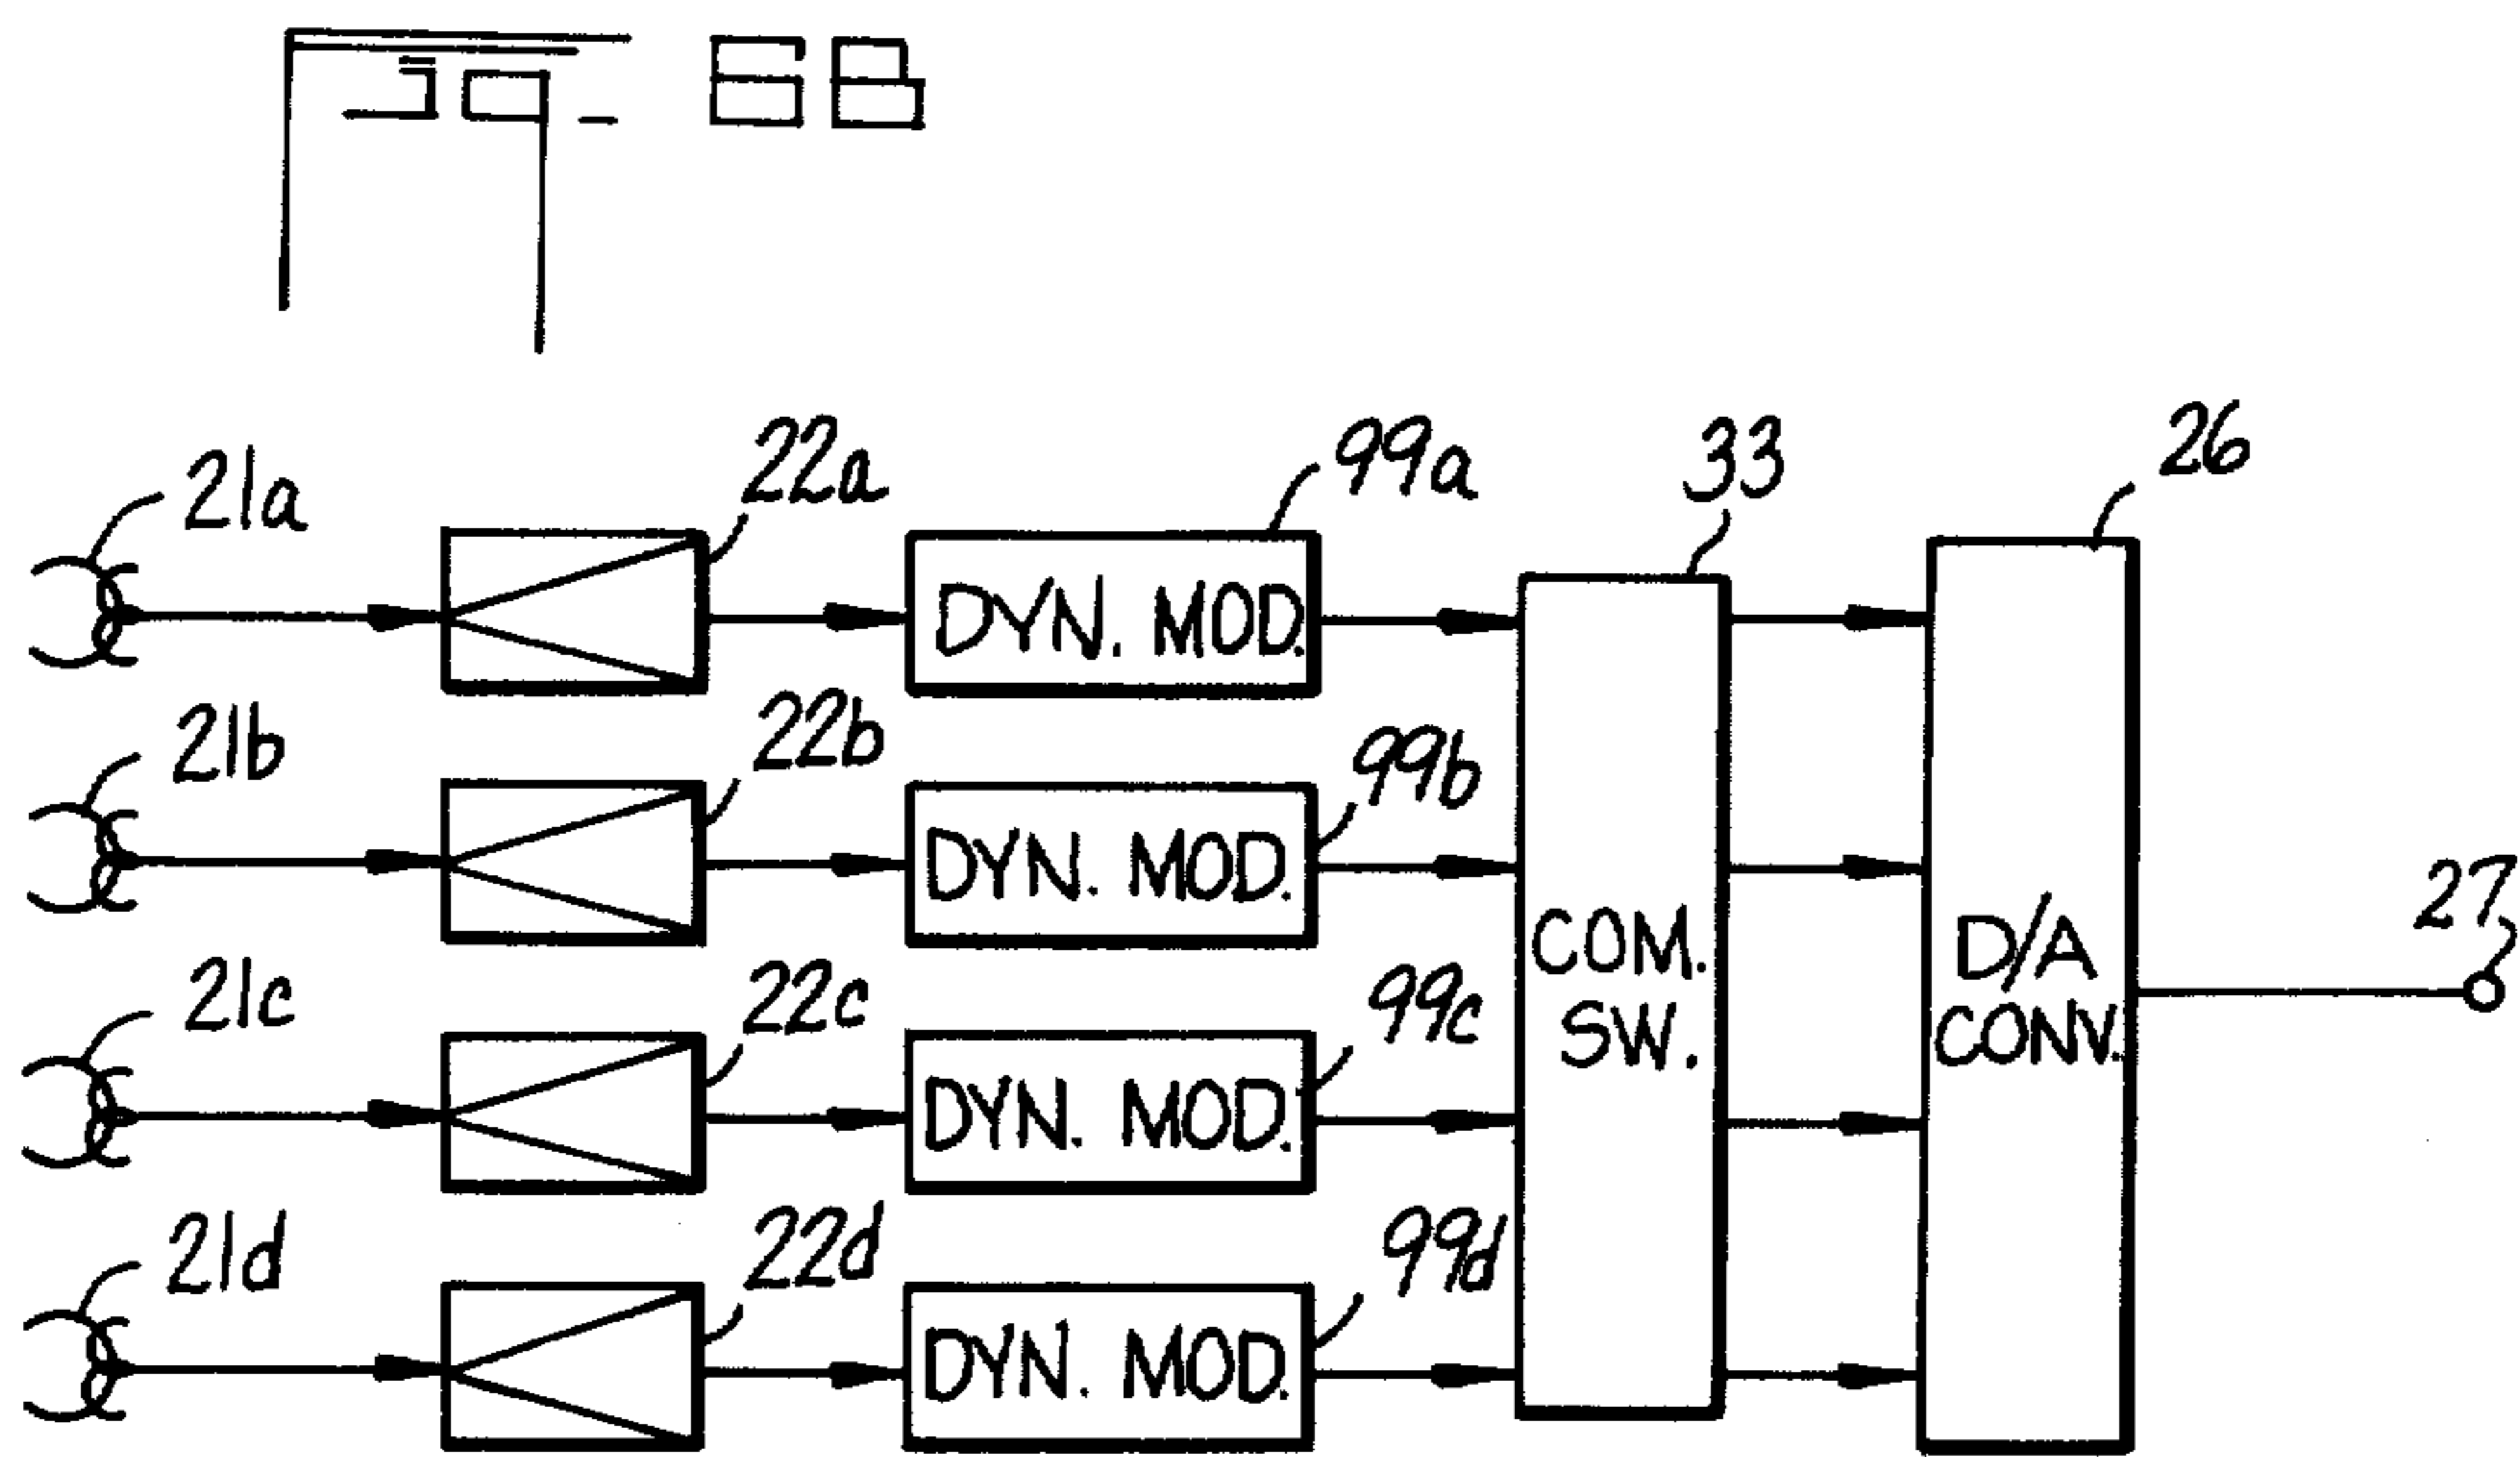 Fig. 6B
21a 22a 99a 33 26
DYN. MOD.
21b 22b 99b
DYN. MOD.
COM. SW.
D/A CONV.
27
21c 22c 99c
DYN. MOD.
21d 22d 99d
DYN. MOD.